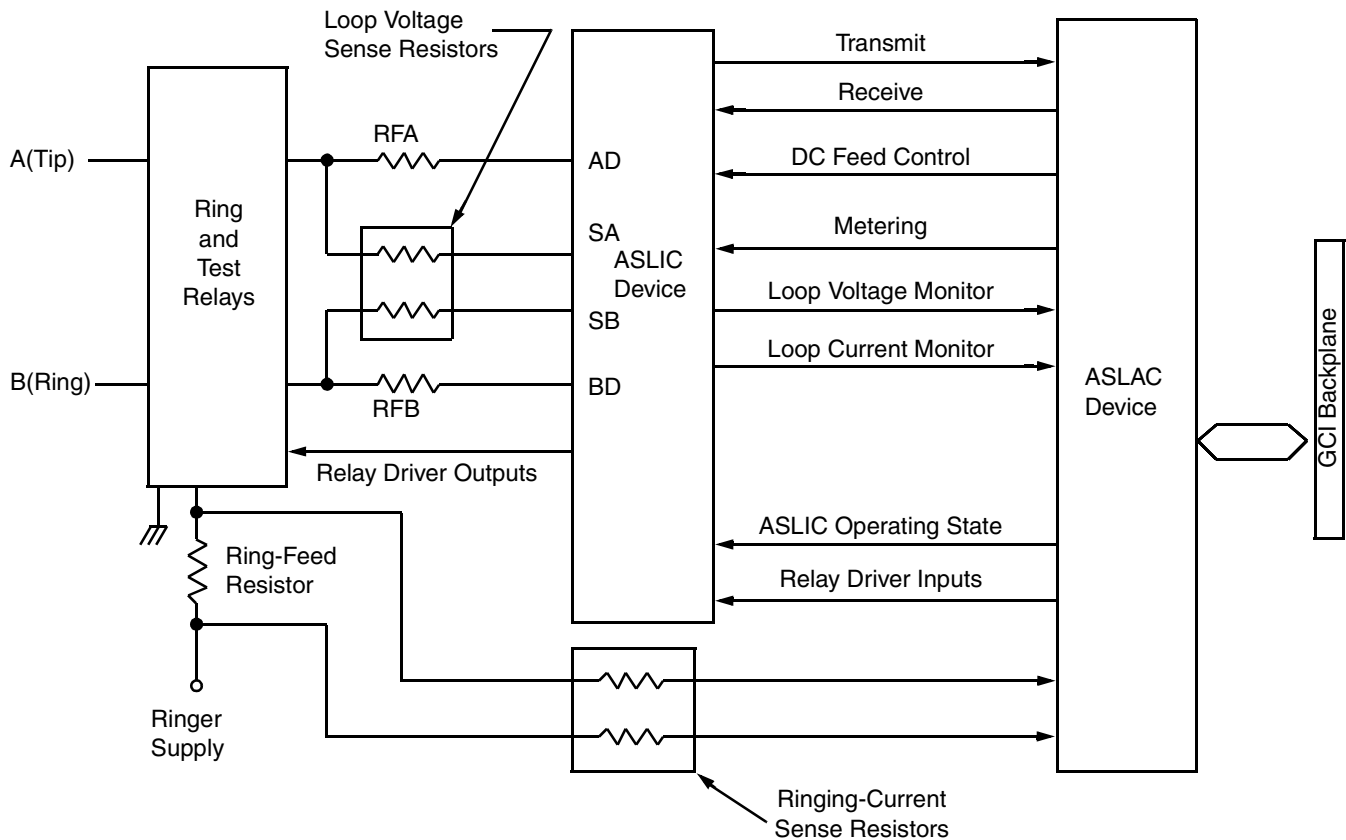 Loop Voltage
Sense Resistors
Transmit
Receive
RFA
A(Tip)
AD
DC Feed Control
Ring
and
Test
Relays
SA
ASLIC
Device
Metering
Loop Voltage Monitor
SB
Loop Current Monitor
B(Ring)
RFB
BD
ASLAC
Device
GCI Backplane
Relay Driver Outputs
ASLIC Operating State
Ring-Feed
Resistor
Relay Driver Inputs
Ringer
Supply
Ringing-Current
Sense Resistors